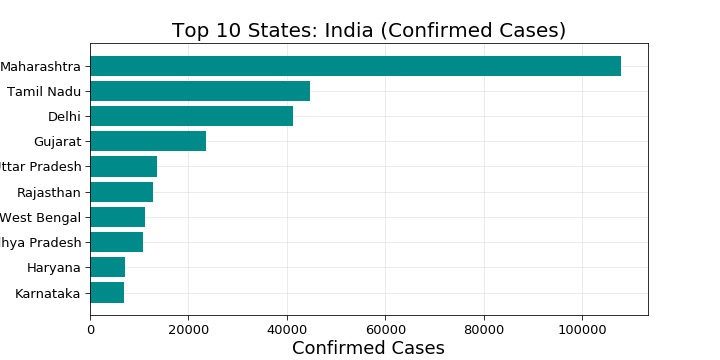 Top 10 States: India (Confirmed Cases)
Maharashtra
Tamil Nadu
Delhi
Gujarat
ttar Pradesh
Rajasthan
West Bengal
dhya Pradesh
Haryana
Karnataka
0 20000 40000 60000 80000 100000
Confirmed Cases